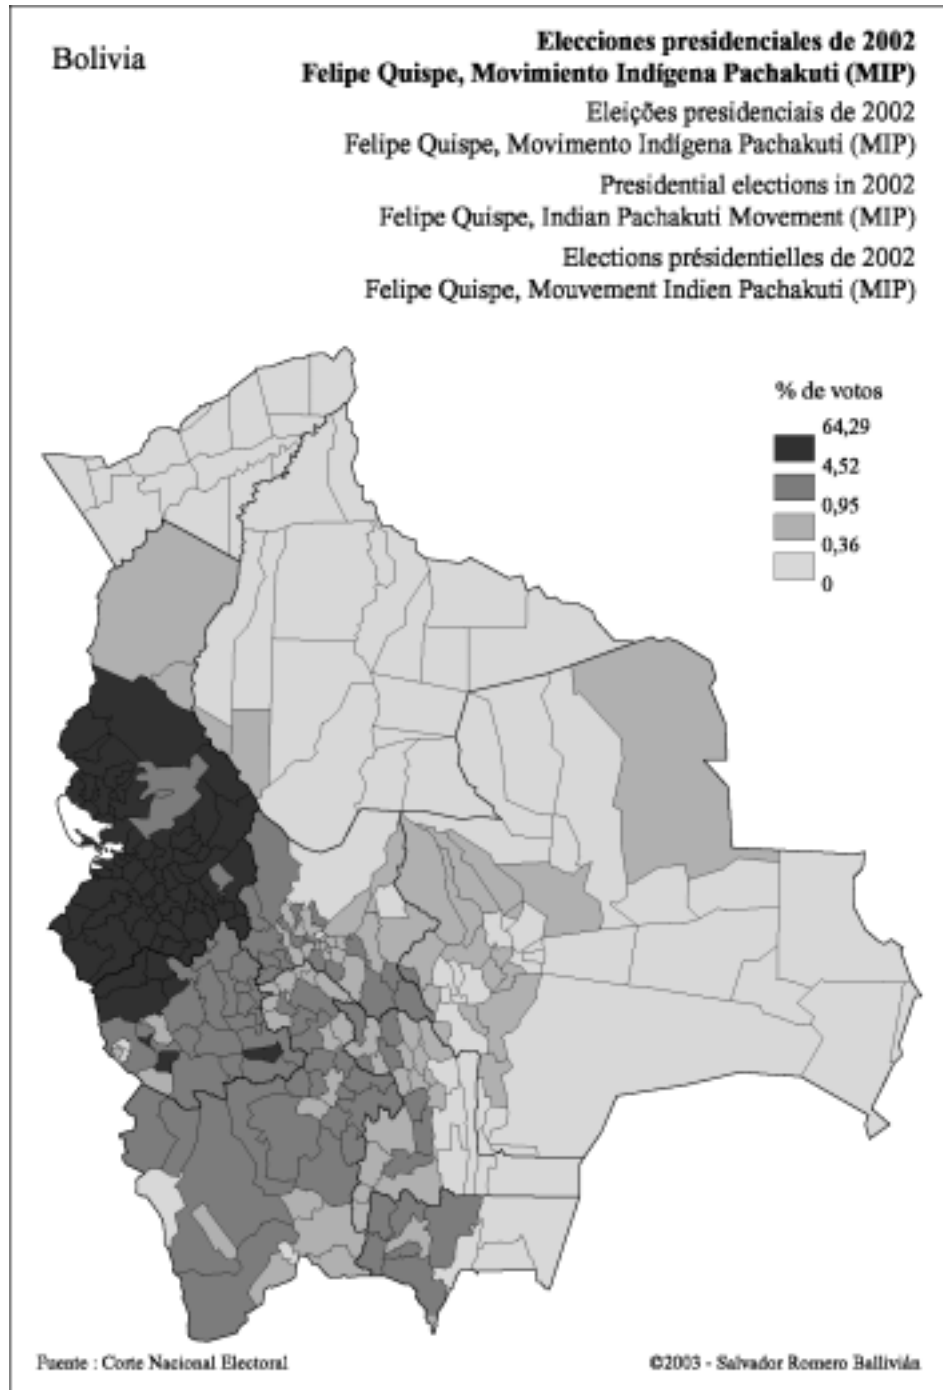 Bolivia
Elecciones presidenciales de 2002
Felipe Quispe, Movimiento Indígena Pachakuti (MIP)
Eleições presidenciais de 2002
Felipe Quispe, Movimento Indígena Pachakuti (MIP)
Presidential elections in 2002
Felipe Quispe, Indian Pachakuti Movement (MIP)
Elections présidentielles de 2002
Felipe Quispe, Mouvement Indien Pachakuti (MIP)
% de votos
64,29
4,52
0,95
0,36
0
Fuente : Corte Nacional Electoral
©2003 - Salvador Romero Ballivián